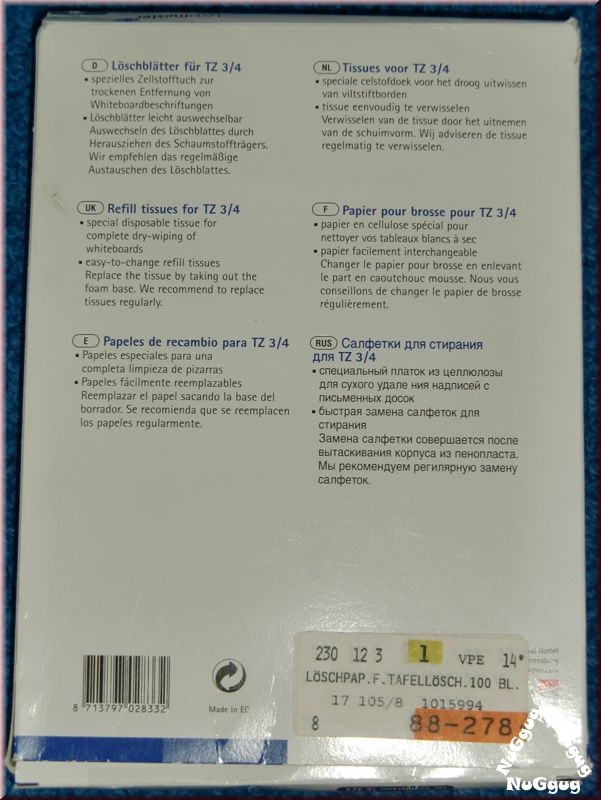 Legamaster
D Löschblätter für TZ 3/4
▪ spezielles Zellstofftuch zur
trockenen Entfernung von
Whiteboardbeschriftungen
▪ Löschblätter leicht auswechselbar
Auswechseln des Löschblattes durch
Herausziehen des Schaumstoffträgers.
Wir empfehlen das regelmäßige
Austauschen des Löschblattes.
NL Tissues voor TZ 3/4
▪ speciale celstofdoek voor het droog uitwissen
van viltstiftborden
▪ tissue eenvoudig te verwisselen
Verwisselen van de tissue door het uitnemen
van de schuimvorm. Wij adviseren de tissue
regelmatig te verwisselen.
UK Refill tissues for TZ 3/4
▪ special disposable tissue for
complete dry-wiping of
whiteboards
▪ easy-to-change refill tissues
Replace the tissue by taking out the
foam base. We recommend to replace
tissues regularly.
F Papier pour brosse pour TZ 3/4
▪ papier en cellulose spécial pour
nettoyer vos tableaux blancs à sec
▪ papier facilement interchangeable
Changer le papier pour brosse en enlevant
le part en caoutchouc mousse. Nous vous
conseillons de changer le papier de brosse
régulièrement.
E Papeles de recambio para TZ 3/4
▪ Papeles especiales para una
completa limpieza de pizarras
▪ Papeles fácilmente reemplazables
Reemplazar el papel sacando la base del
borrador. Se recomienda que se reemplacen
los papeles regularmente.
RUS Салфетки для стирания
для TZ 3/4
▪ специальный платок из целлюлозы
для сухого удале ния надписей с
письменных досок
▪ быстрая замена салфеток для
стирания
Замена салфетки совершается после
вытаскивания корпуса из пенопласта.
Мы рекомендуем регилярную замену
салфеток.
8 713797 028332
Made in EC
230 12 3 1 VPE 14*
LÖSCHPAP.F.TAFELLÖSCH.100 BL.
17 105/8 1015994
8 88-278
NuGgug
NuGgug